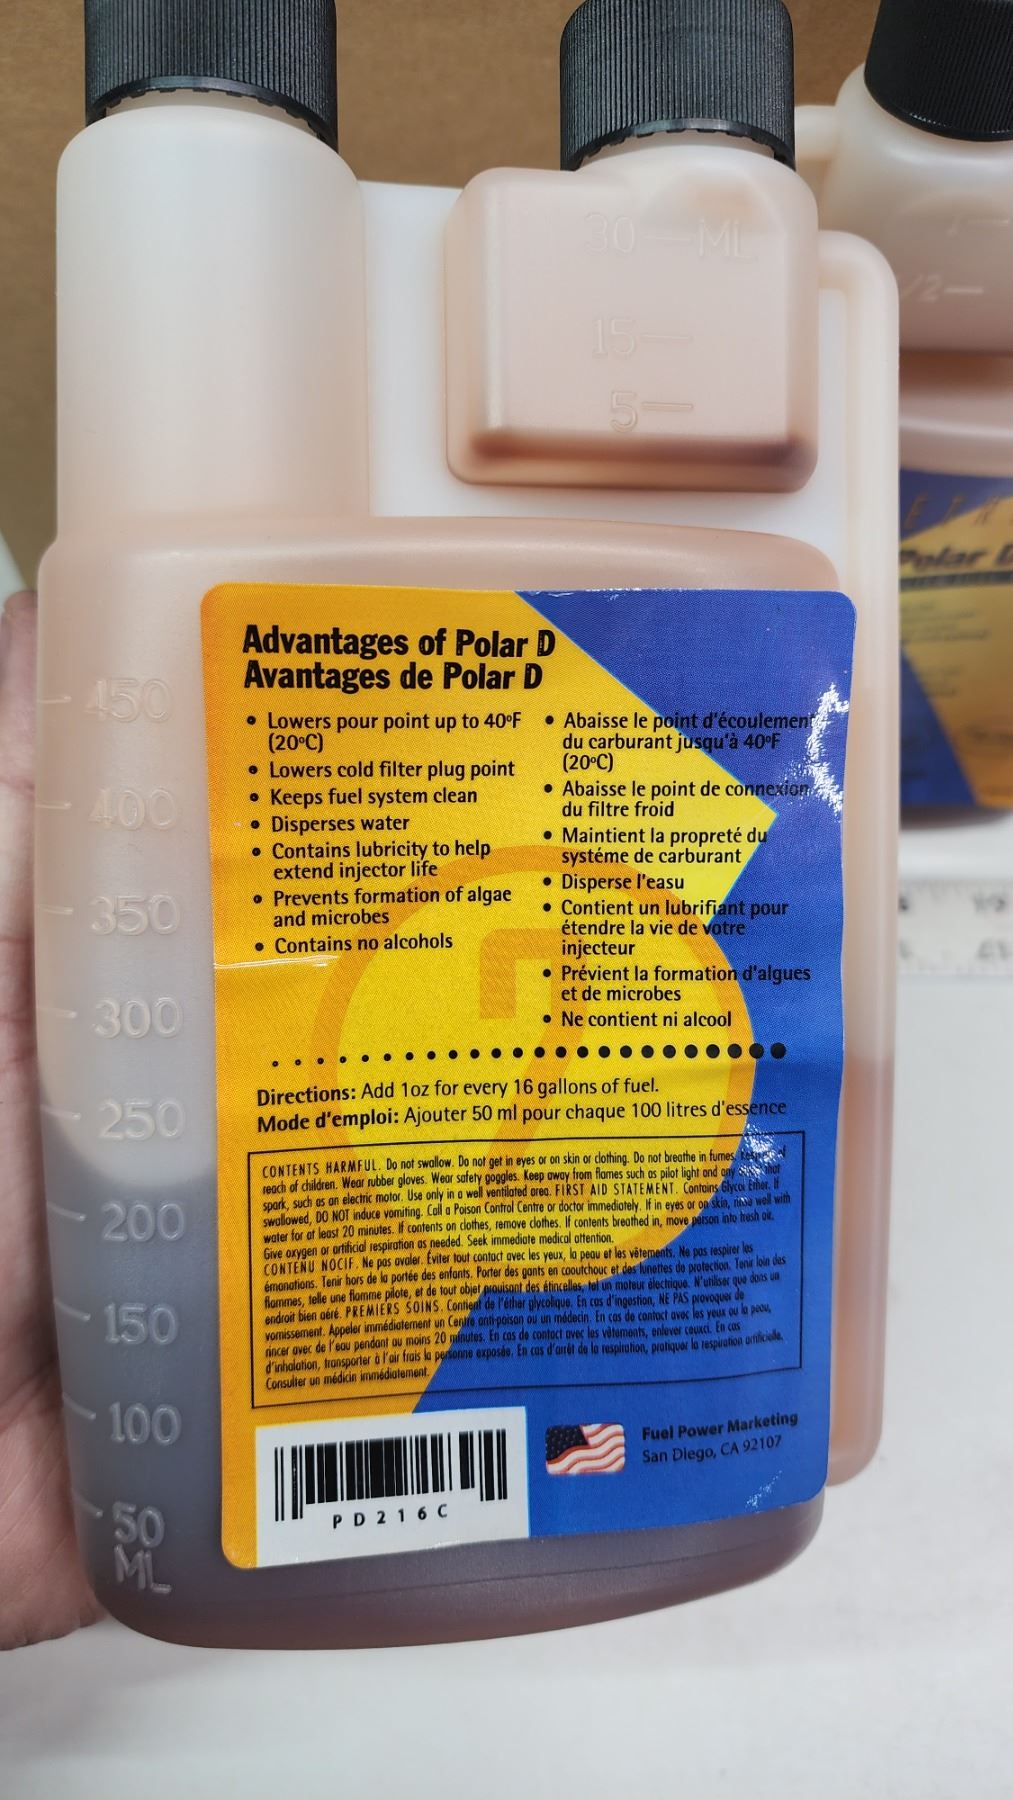 30 ML
15
5
1/2
Polar D
450
400
350
300
250
200
150
100
50
ML
Advantages of Polar D
Avantages de Polar D
• Lowers pour point up to 40ºF
(20ºC)
• Lowers cold filter plug point
• Keeps fuel system clean
• Disperses water
• Contains lubricity to help
extend injector life
• Prevents formation of algae
and microbes
• Contains no alcohols
• Abaisse le point d'écoulement
du carburant jusqu'à 40ºF
(20ºC)
• Abaisse le point de connexion
du filtre froid
• Maintient la propreté du
systéme de carburant
• Disperse l'easu
• Contient un lubrifiant pour
étendre la vie de votre
injecteur
• Prévient la formation d'algues
et de microbes
• Ne contient ni alcool
Directions: Add 1oz for every 16 gallons of fuel.
Mode d'emploi: Ajouter 50 ml pour chaque 100 litres d'essence
CONTENTS HARMFUL. Do not swallow. Do not get in eyes or on skin or clothing. Do not breathe in fumes. of
reach of children. Wear rubber gloves. Wear safety goggles. Keep away from flames such as pilot light and any that
spark, such as an electric motor. Use only in a well ventilated area. FIRST AID STATEMENT. Contains Glycol Ether. If
swallowed, DO NOT induce vomiting. Call a Poison Control Centre or doctor immediately. If in eyes or on skin, rinse well with
water for at least 20 minutes. If contents on clothes, remove clothes. If contents breathed in, move person into fresh air.
Give oxygen or artificial respiration as needed. Seek immediate medical attention.
CONTENU NOCIF. Ne pas avaler. Éviter tout contact avec les yeux, la peau et les vêtements. Ne pas respirer les
émanations. Tenir hors de la portée des enfants. Porter des gants en caoutchouc et des lunettes de protection. Tenir loin des
flammes, telle une flamme pilote, et de tout objet prouisant des étincelles, tel un moteur électrique. N'utiliser que dans un
endroit bien aéré. PREMIERS SOINS. Contient de l'éther glycolique. En cas d'ingestion, NE PAS provoquer de
vomissement. Appeler immédiatement un Centre anti-poison ou un médecin. En cas de contact avec les yeux ou la peau,
rincer avec de l'eau pendant au moins 20 minutes. En cas de contact avec les vêtements, enlever ceuxci. En cas
d'inhalation, transporter à l'air frais la personne exposée. En cas d'arrêt de la respiration, pratiquer la respiration artificielle.
Consulter un médicin immédiatement.
PD216C
Fuel Power Marketing
San Diego, CA 92107